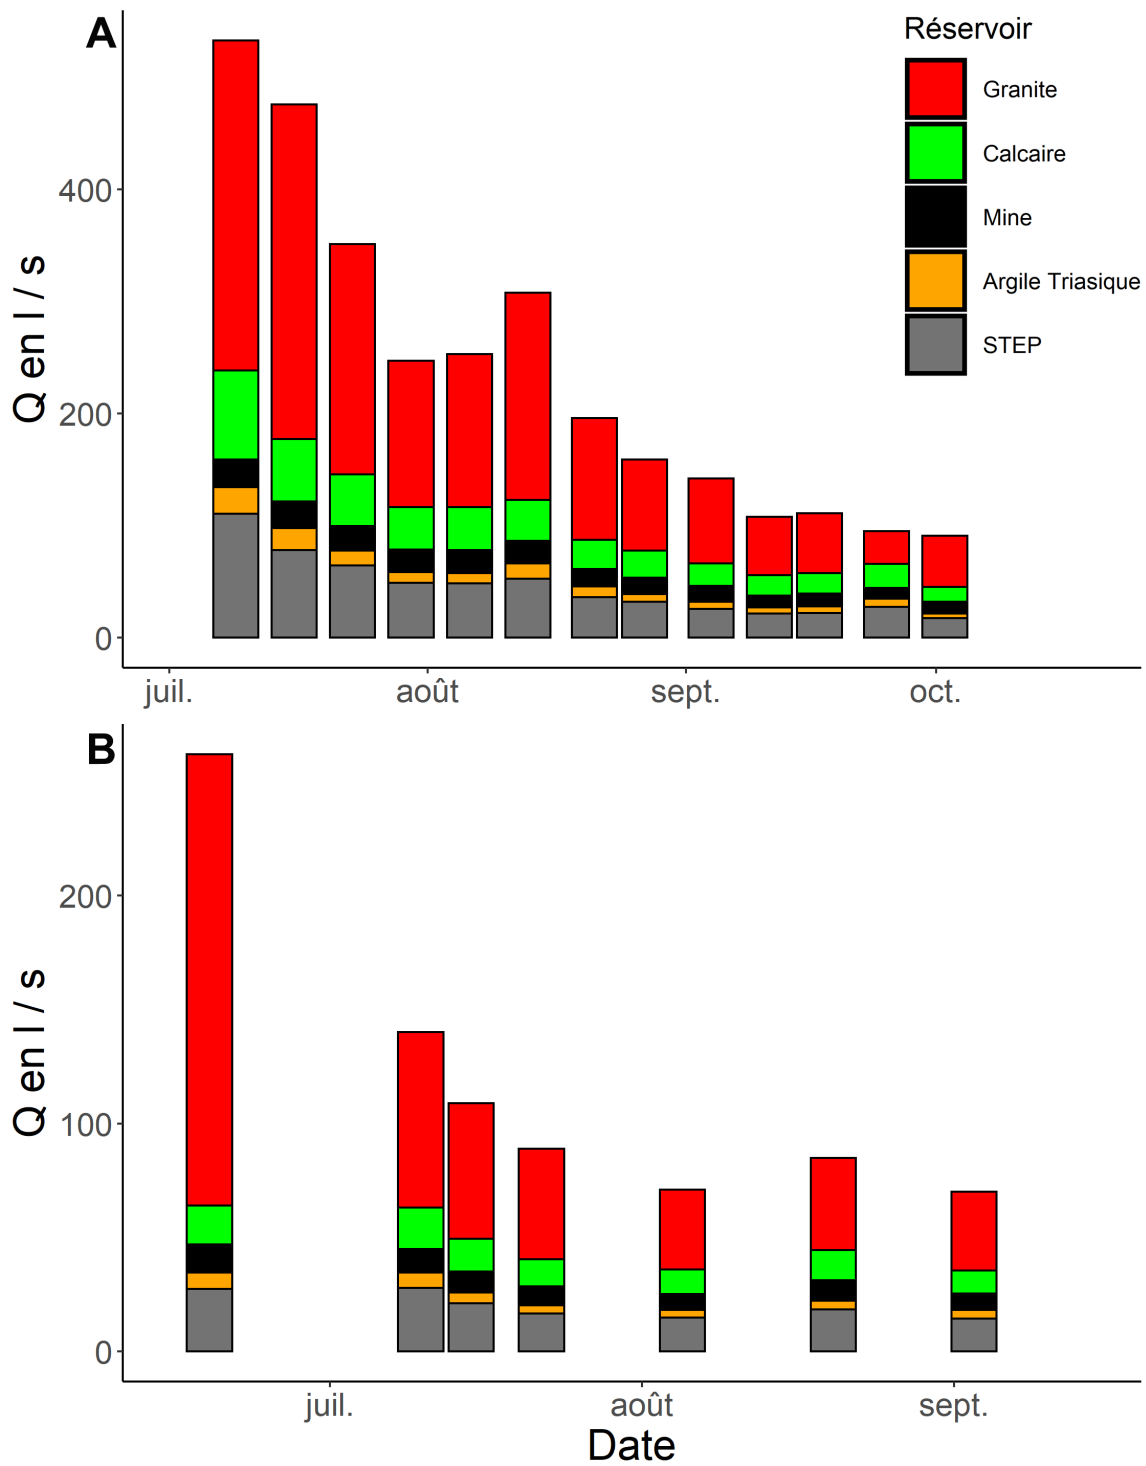 A
Réservoir
Granite
Calcaire
Mine
Argile Triasique
STEP
Q en l / s
400
200
0
juil.
août
sept.
oct.
B
Q en l / s
200
100
0
juil.
août
sept.
Date